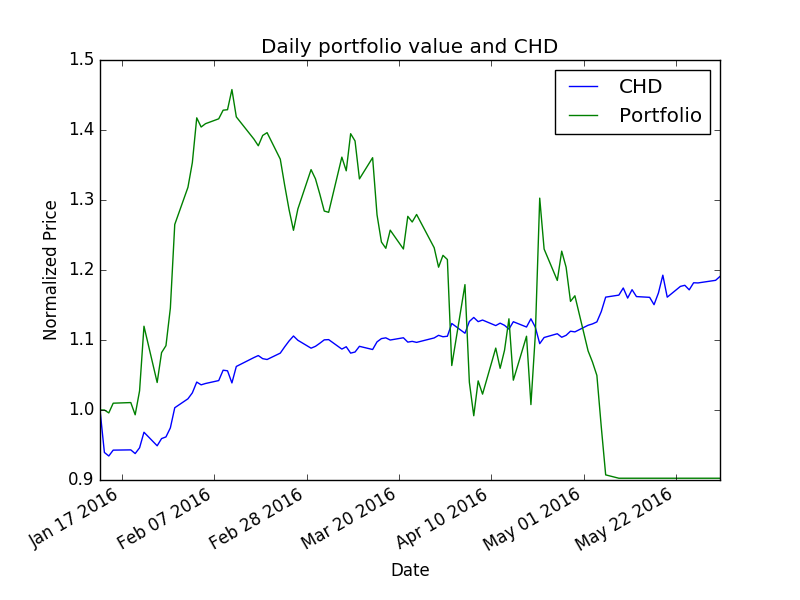 Daily portfolio value and CHD
1.5
1.4
1.3
1.2
1.1
1.0
0.9
Normalized Price
CHD
Portfolio
Jan 17 2016
Feb 07 2016
Feb 28 2016
Mar 20 2016
Apr 10 2016
May 01 2016
May 22 2016
Date